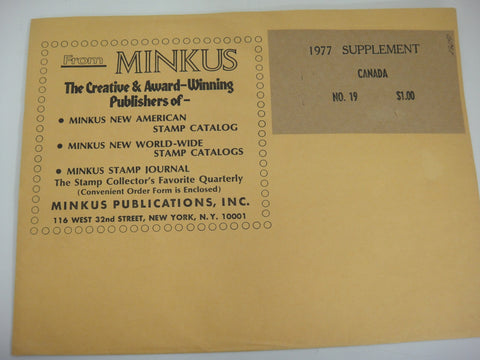 From MINKUS
The Creative & Award-Winning
Publishers of-
• MINKUS NEW AMERICAN
STAMP CATALOG
• MINKUS NEW WORLD-WIDE
STAMP CATALOGS
• MINKUS STAMP JOURNAL
The Stamp Collector's Favorite Quarterly
(Convenient Order Form is Enclosed)
MINKUS PUBLICATIONS, INC.
116 WEST 32nd STREET, NEW YORK, N.Y. 10001
1977 SUPPLEMENT
CANADA
NO. 19 $1.00